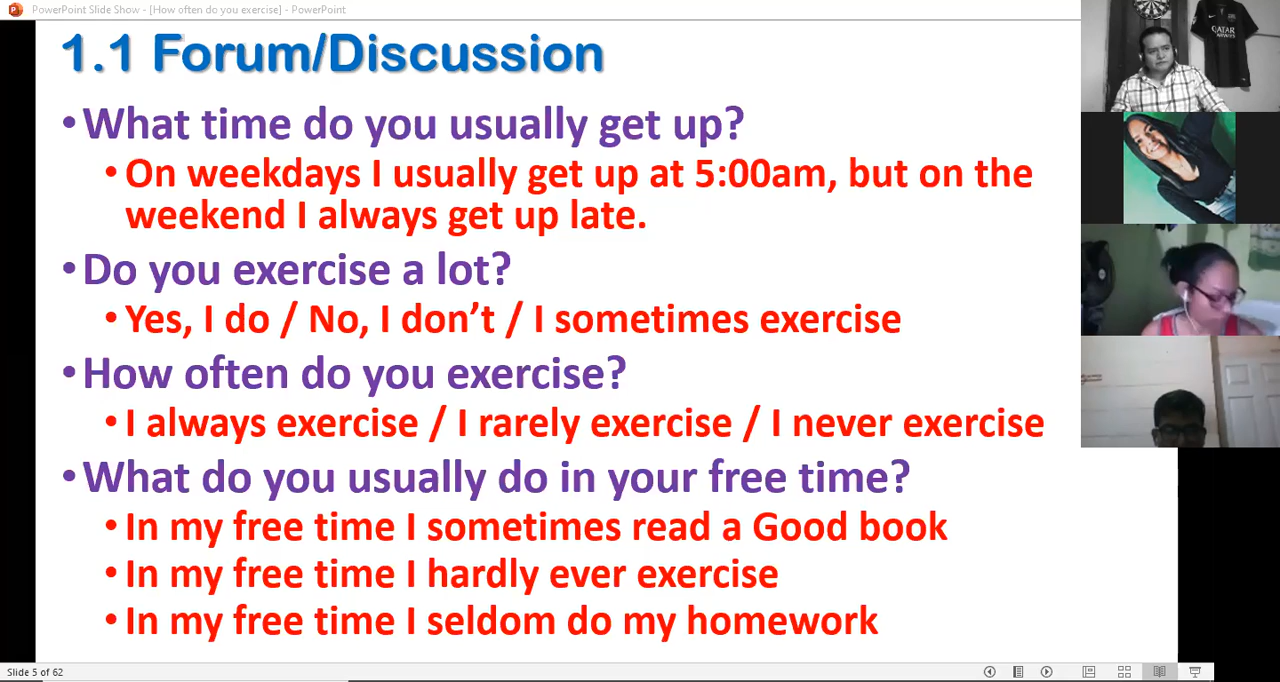 PowerPoint Slide Show - [How often do you exercise] - PowerPoint
1.1 Forum/Discussion
•What time do you usually get up?
•On weekdays I usually get up at 5:00am, but on the
weekend I always get up late.
•Do you exercise a lot?
•Yes, I do / No, I don’t / I sometimes exercise
•How often do you exercise?
•I always exercise / I rarely exercise / I never exercise
•What do you usually do in your free time?
•In my free time I sometimes read a Good book
•In my free time I hardly ever exercise
•In my free time I seldom do my homework
Slide 5 of 62
QATAR
AIRWAYS